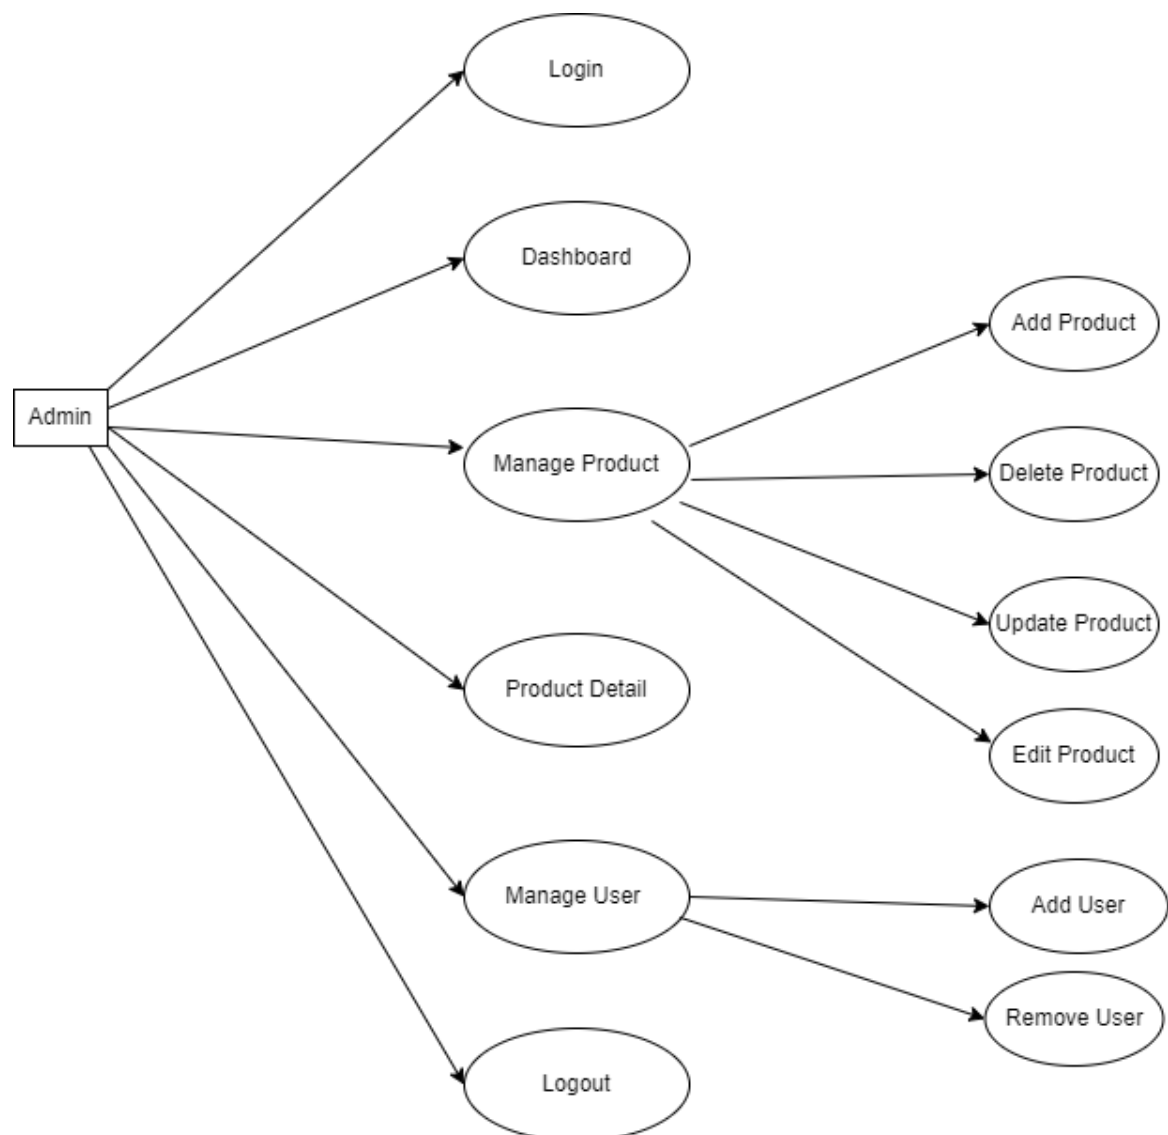 Login
Dashboard
Add Product
Admin
Manage Product
Delete Product
Update Product
Product Detail
Edit Product
Manage User
Add User
Remove User
Logout